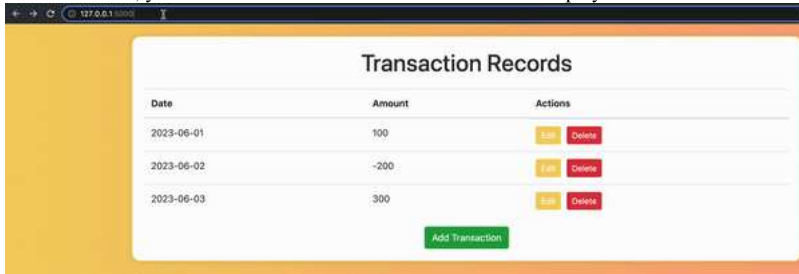 127.0.0.1:5000
Transaction Records
Date Amount Actions
2023-06-01 100 Edit Delete
2023-06-02 -200 Edit Delete
2023-06-03 300 Edit Delete
Add Transaction